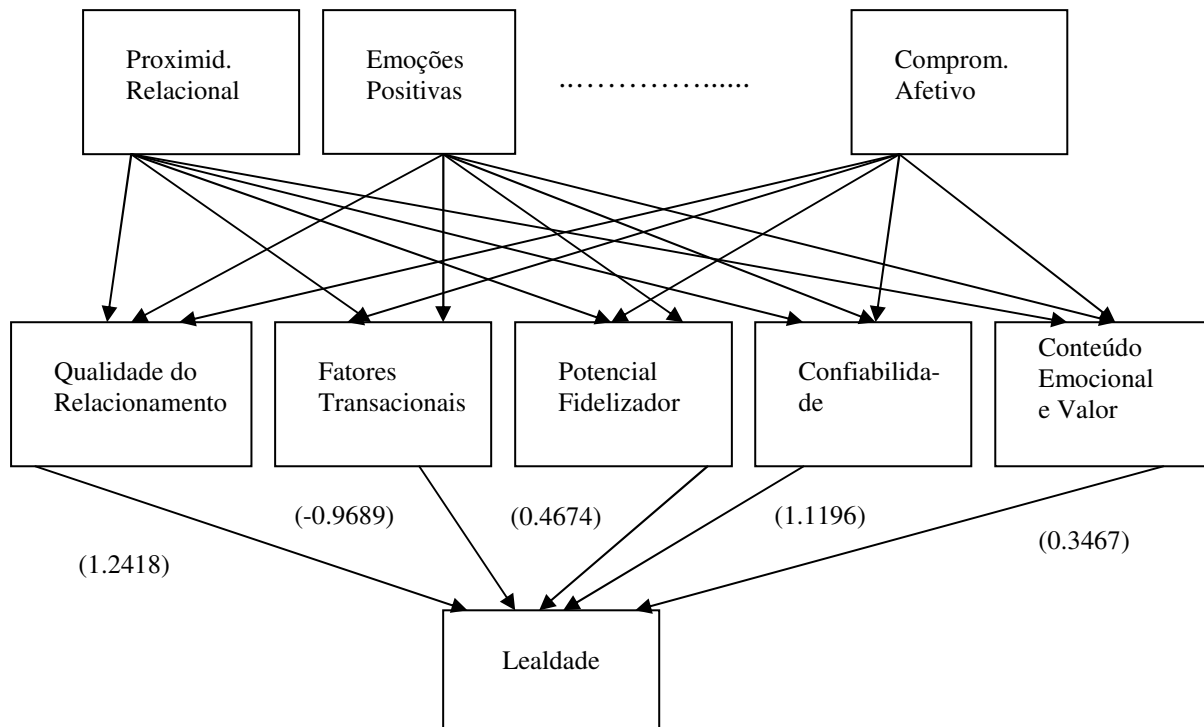 Proximid.
Relacional
Emoções
Positivas
..……………......
Comprom.
Afetivo
Qualidade do
Relacionamento
Fatores
Transacionais
Potencial
Fidelizador
Confiabilida-
de
Conteúdo
Emocional
e Valor
(-0.9689)
(0.4674)
(1.1196)
(0.3467)
(1.2418)
Lealdade